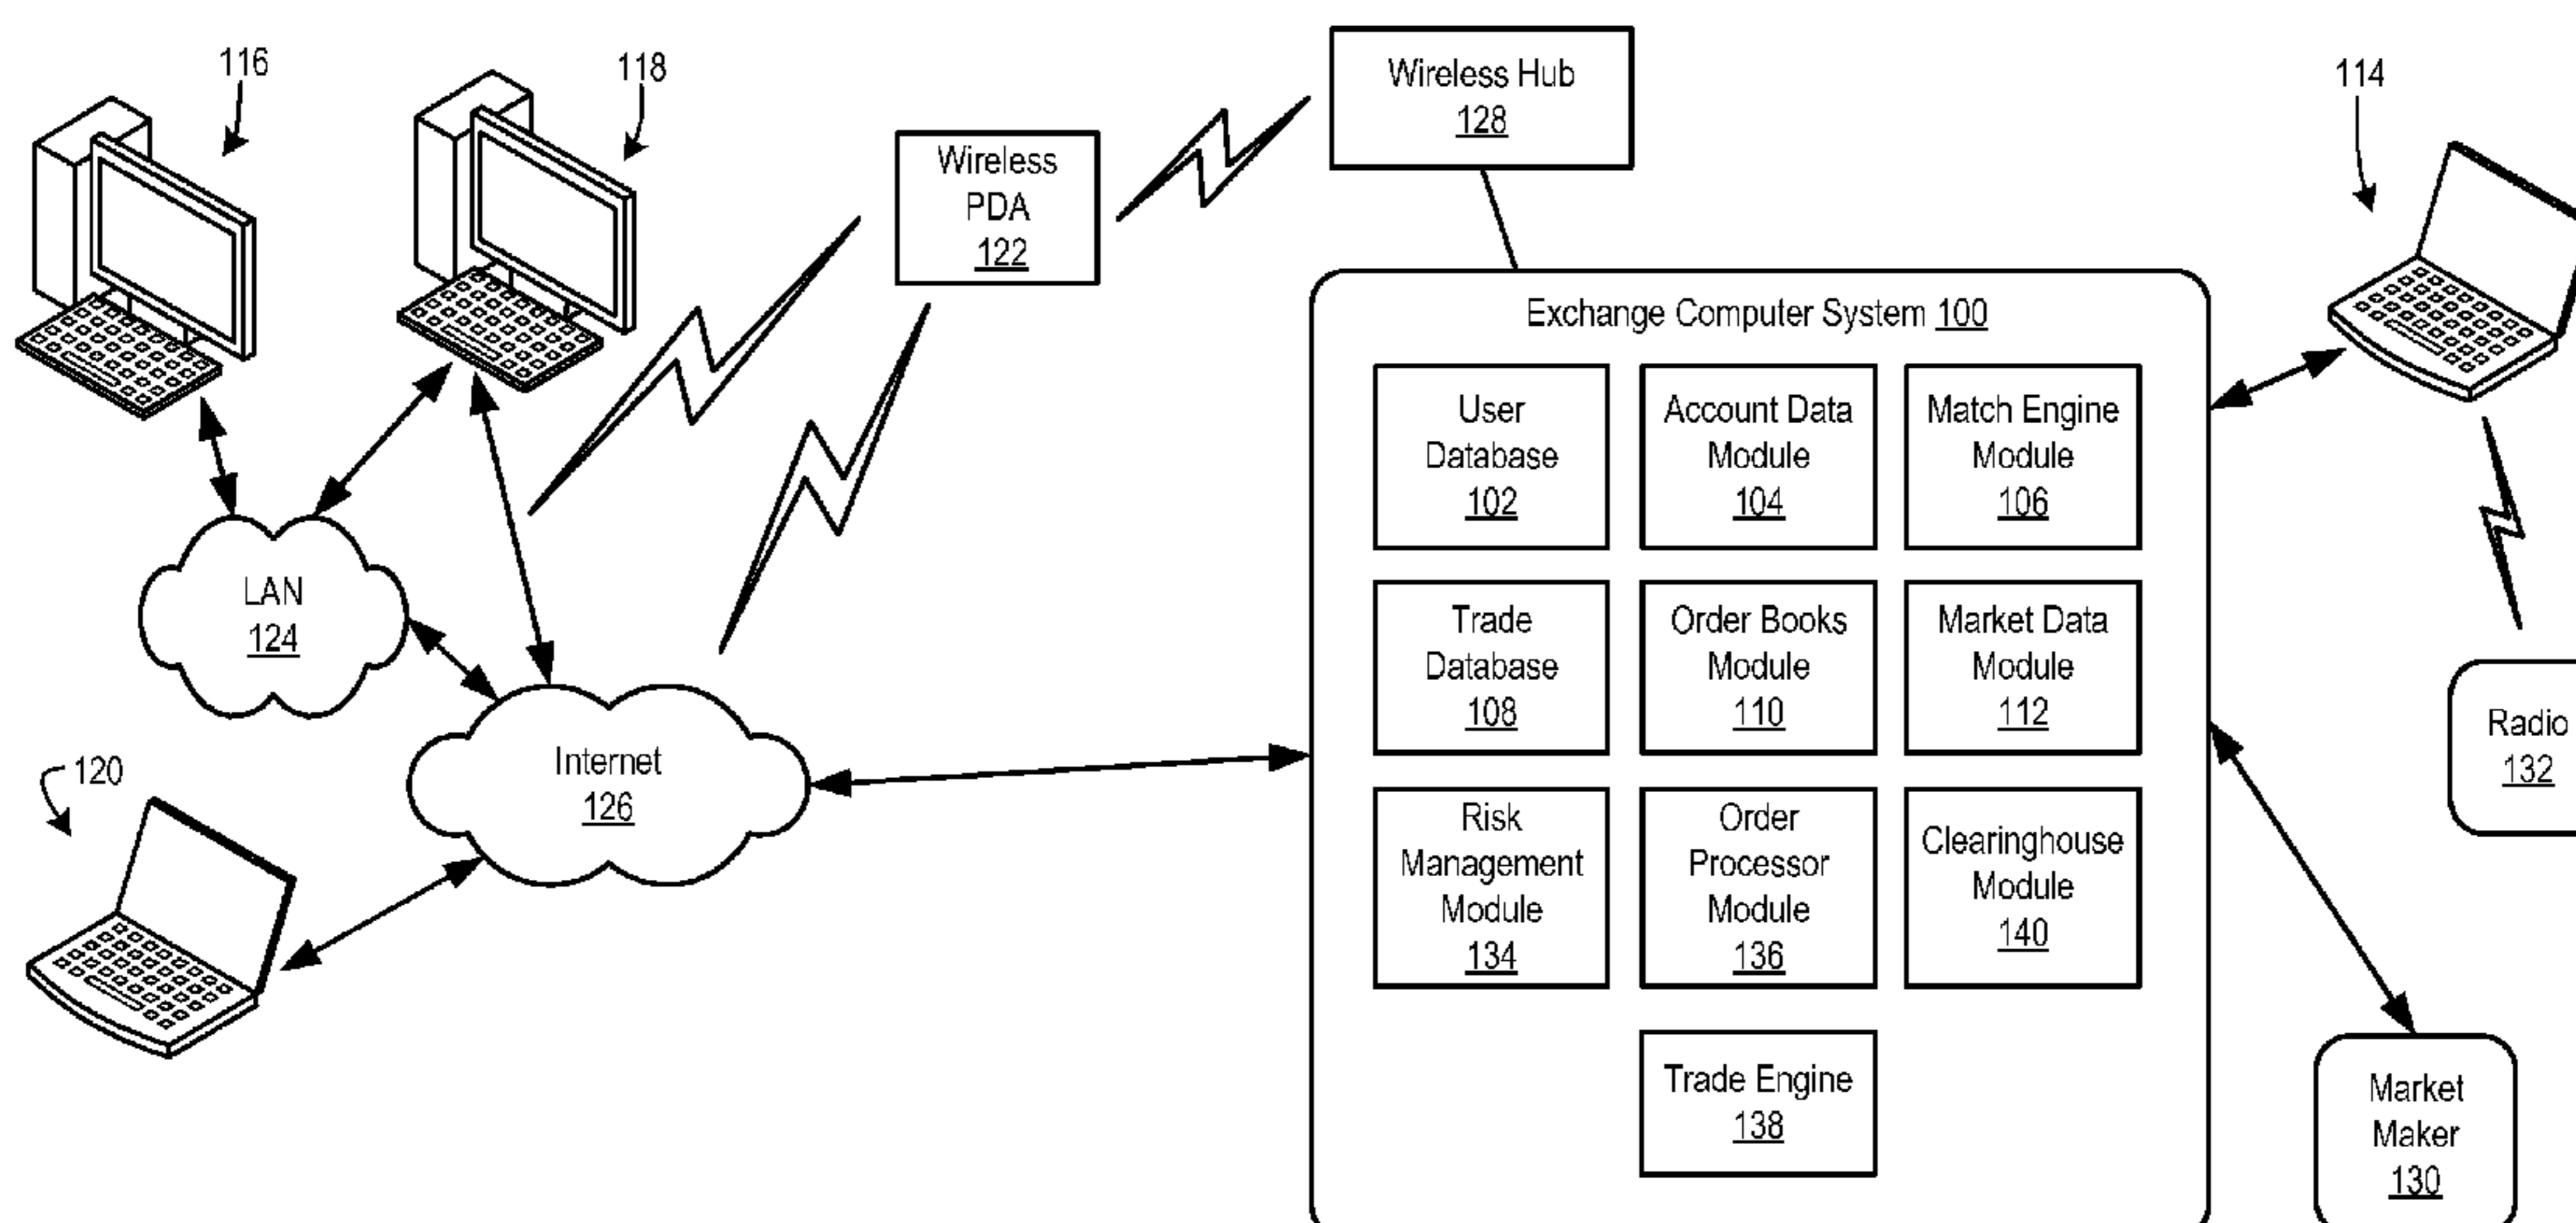 116
118
Wireless Hub
128
114
Wireless
PDA
122
Exchange Computer System 100
User
Database
102
Account Data
Module
104
Match Engine
Module
106
LAN
124
Trade
Database
108
Order Books
Module
110
Market Data
Module
112
Radio
132
120
Internet
126
Risk
Management
Module
134
Order
Processor
Module
136
Clearinghouse
Module
140
Trade Engine
138
Market
Maker
130